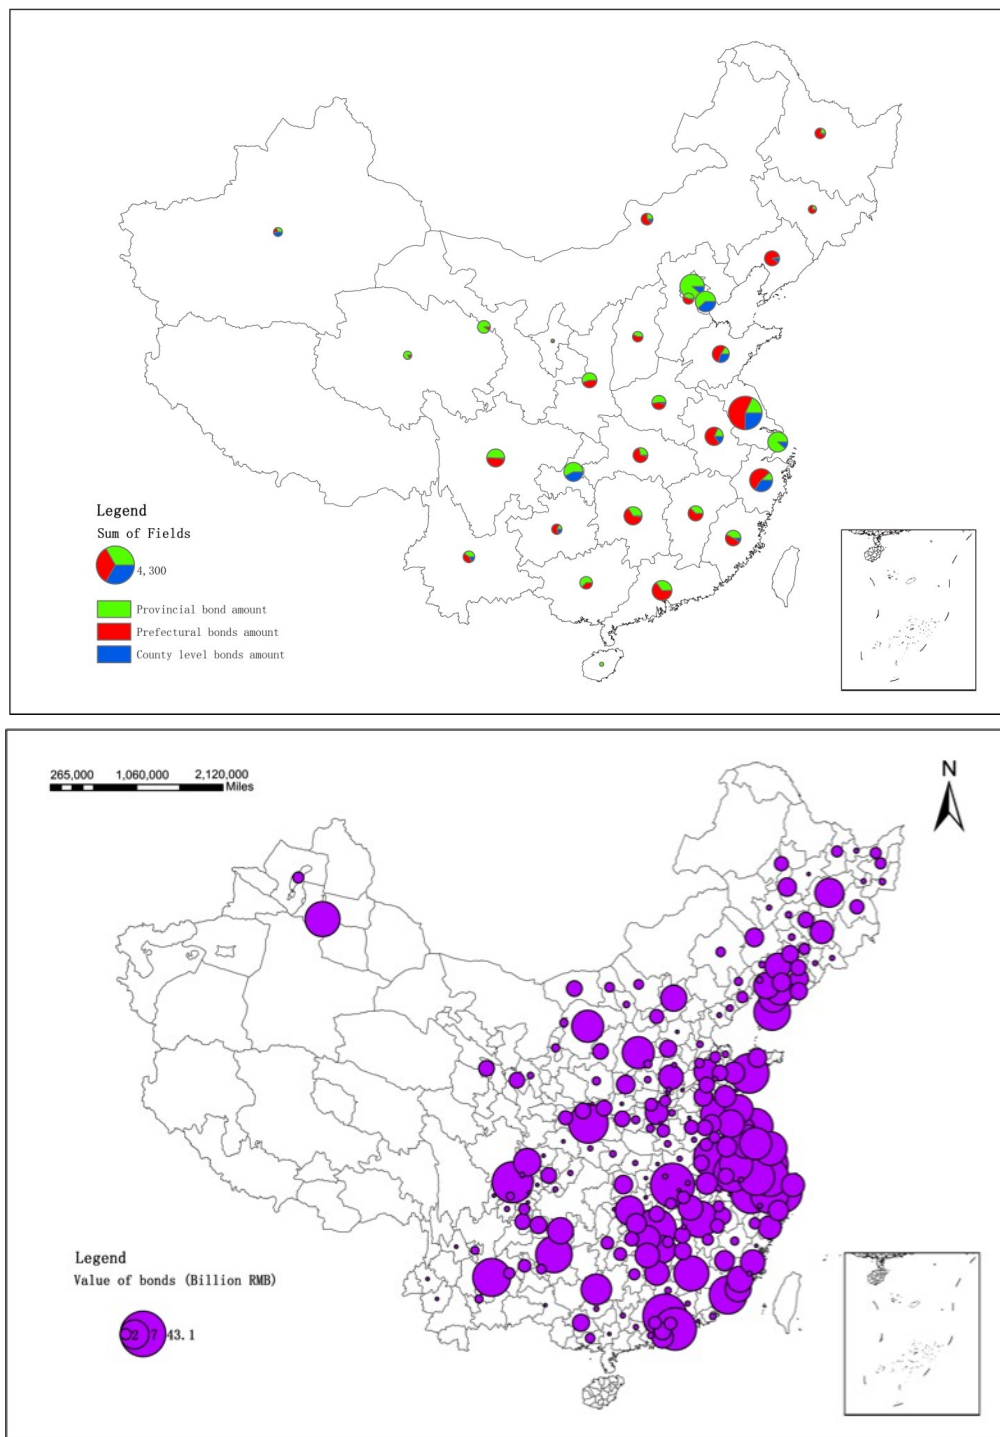 Legend
Sum of Fields
4,300
Provincial bond amount
Prefectural bonds amount
County level bonds amount
265,000 1,060,000 2,120,000
Miles
N
Legend
Value of bonds (Billion RMB)
2 7 43.1